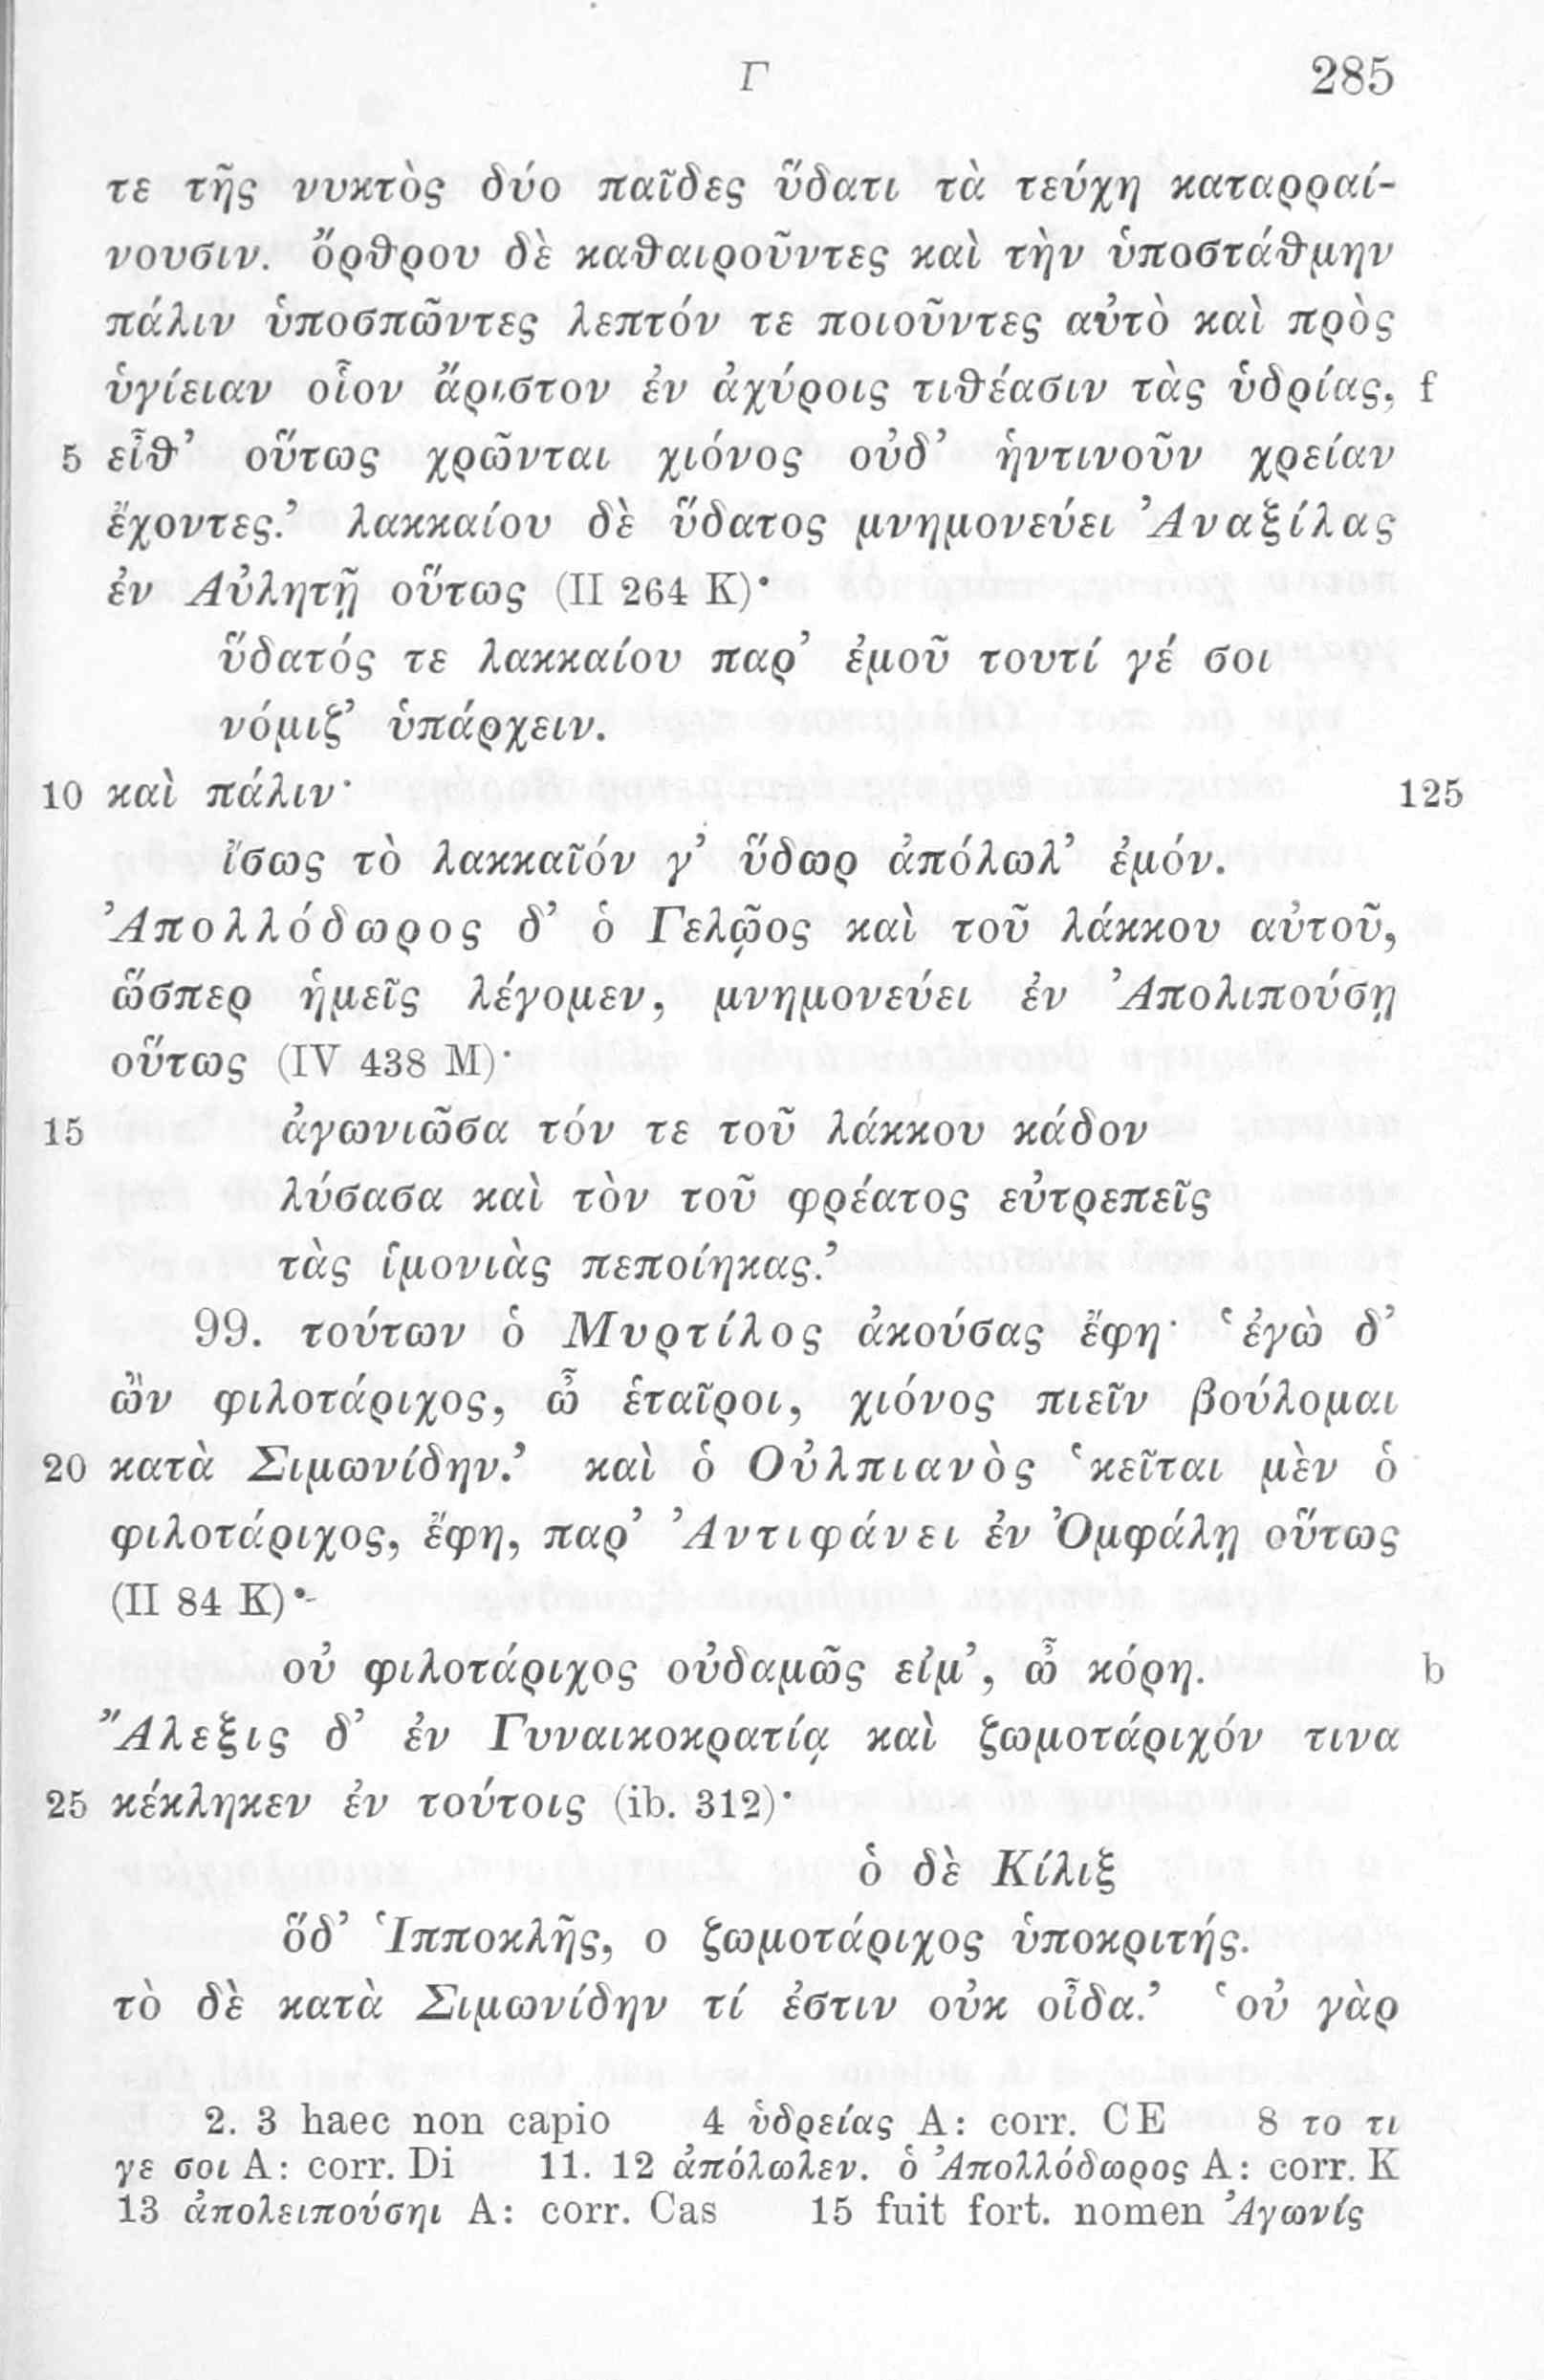 Γ 285
τε τῆς νυκτὸς δύο παῖδες ὕδατι τὰ τεύχη καταρραί-
νουσιν. ὄρθρου δὲ καθαιροῦντες καὶ τὴν ὑποστάθμην
πάλιν ὑποσπῶντες λεπτόν τε ποιοῦντες αὐτὸ καὶ πρὸς
ὑγίειαν οἷον ἄριστον ἐν ἀχύροις τιθέασιν τὰς ὑδρίας, f
5 εἶθ’ οὕτως χρῶνται χιόνος οὐδ’ ἡντινοῦν χρείαν
ἔχοντες.’ λακκαίου δὲ ὕδατος μνημονεύει Ἀναξίλας
ἐν Αὐλητῇ οὕτως (II 264 K)·
ὕδατός τε λακκαίου παρ’ ἐμοῦ τουτί γέ σοι
νόμιζ’ ὑπάρχειν.
10 καὶ πάλιν· 125
ἴσως τὸ λακκαῖόν γ’ ὕδωρ ἀπόλωλ’ ἐμόν.
Ἀπολλόδωρος δ’ ὁ Γελῷος καὶ τοῦ λάκκου αὐτοῦ,
ὥσπερ ἡμεῖς λέγομεν, μνημονεύει ἐν Ἀπολιπούσῃ
οὕτως (IV 438 M)·
15 ἀγωνιῶσα τόν τε τοῦ λάκκου κάδον
λύσασα καὶ τὸν τοῦ φρέατος εὐτρεπεῖς
τὰς ἱμονιὰς πεποίηκας.’
99. τούτων ὁ Μυρτίλος ἀκούσας ἔφη· ‘ἐγὼ δ’
ὢν φιλοτάριχος, ὦ ἑταῖροι, χιόνος πιεῖν βούλομαι
20 κατὰ Σιμωνίδην.’ καὶ ὁ Οὐλπιανὸς ‘κεῖται μὲν ὁ
φιλοτάριχος, ἔφη, παρ’ Ἀντιφάνει ἐν Ὀμφάλῃ οὕτως
(II 84 K)·
οὐ φιλοτάριχος οὐδαμῶς εἰμ’, ὦ κόρη. b
Ἄλεξις δ’ ἐν Γυναικοκρατίᾳ καὶ ζωμοτάριχόν τινα
25 κέκληκεν ἐν τούτοις (ib. 312)·
ὁ δὲ Κίλιξ
ὅδ’ Ἱπποκλῆς, ο ζωμοτάριχος ὑποκριτής.
τὸ δὲ κατὰ Σιμωνίδην τί ἐστιν οὐκ οἶδα.’ ‘οὐ γὰρ
2. 3 haec non capio 4 ὑδρείας A: corr. CE 8 το τι
γε σοι A: corr. Di 11. 12 ἀπόλωλεν. ὁ Ἀπολλόδωρος A: corr. K
13 ἀπολειπούσηι A: corr. Cas 15 fuit fort. nomen Ἀγωνίς